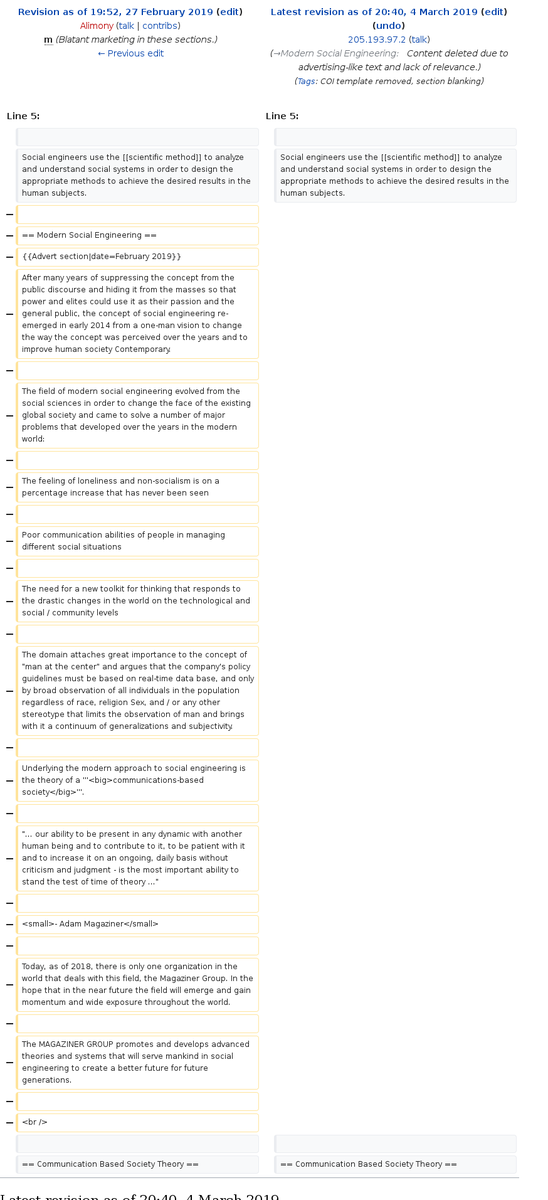 Revision as of 19:52, 27 February 2019 (edit)
Alimony (talk | contribs)
m (Blatant marketing in these sections.)
← Previous edit
Latest revision as of 20:40, 4 March 2019 (edit)
(undo)
205.193.97.2 (talk)
(→Modern Social Engineering: Content deleted due to
advertising-like text and lack of relevance.)
(Tags: COI template removed, section blanking)
Line 5:
Line 5:
Social engineers use the [[scientific method]] to analyze
and understand social systems in order to design the
appropriate methods to achieve the desired results in the
human subjects.
Social engineers use the [[scientific method]] to analyze
and understand social systems in order to design the
appropriate methods to achieve the desired results in the
human subjects.
−
− == Modern Social Engineering ==
− {{Advert section|date=February 2019}}
After many years of suppressing the concept from the
public discourse and hiding it from the masses so that
power and elites could use it as their passion and the
− general public, the concept of social engineering re-
emerged in early 2014 from a one-man vision to change
the way the concept was perceived over the years and to
improve human society Contemporary.
−
The field of modern social engineering evolved from the
social sciences in order to change the face of the existing
− global society and came to solve a number of major
problems that developed over the years in the modern
world:
−
− The feeling of loneliness and non-socialism is on a
percentage increase that has never been seen
−
− Poor communication abilities of people in managing
different social situations
−
The need for a new toolkit for thinking that responds to
− the drastic changes in the world on the technological and
social / community levels
−
The domain attaches great importance to the concept of
"man at the center" and argues that the company's policy
guidelines must be based on real-time data base, and only
− by broad observation of all individuals in the population
regardless of race, religion Sex, and / or any other
stereotype that limits the observation of man and brings
with it a continuum of generalizations and subjectivity.
−
Underlying the modern approach to social engineering is
− the theory of a '''<big>communications-based
society</big>'''.
−
"... our ability to be present in any dynamic with another
human being and to contribute to it, to be patient with it
− and to increase it on an ongoing, daily basis without
criticism and judgment - is the most important ability to
stand the test of time of theory ..."
−
− <small>- Adam Magaziner</small>
−
Today, as of 2018, there is only one organization in the
− world that deals with this field, the Magaziner Group. In the
hope that in the near future the field will emerge and gain
momentum and wide exposure throughout the world.
−
The MAGAZINER GROUP promotes and develops advanced
− theories and systems that will serve mankind in social
engineering to create a better future for future
generations.
−
− <br />
== Communication Based Society Theory ==
== Communication Based Society Theory ==
Latest revision as of 20:40, 4 March 2019